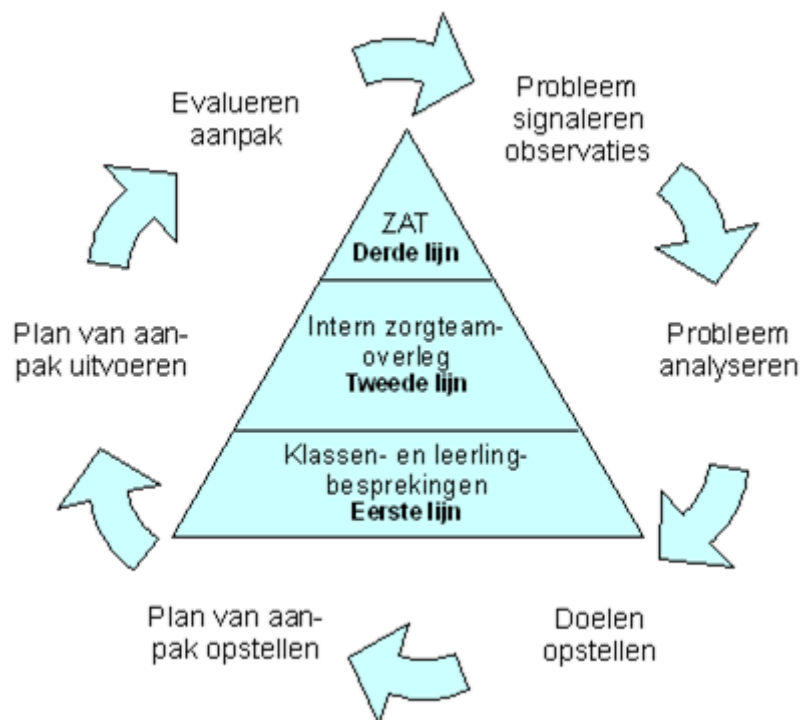 Evalueren
aanpak
Probleem
signaleren
observaties
ZAT
Derde lijn
Plan van aan-
pak uitvoeren
Intern zorgteam-
overleg
Tweede lijn
Probleem
analyseren
Klassen- en leerling-
besprekingen
Eerste lijn
Plan van aan-
pak opstellen
Doelen
opstellen